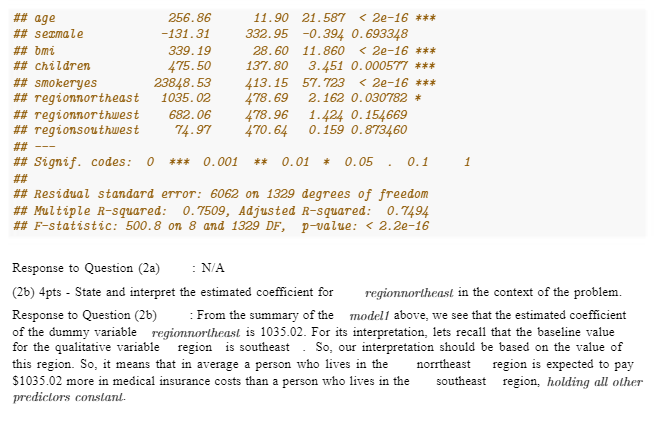 ## age 256.86 11.90 21.587 < 2e-16 ***
## sexmale -131.31 332.95 -0.394 0.693348
## bmi 339.19 28.60 11.860 < 2e-16 ***
## children 475.50 137.80 3.451 0.000577 ***
## smokeryes 23848.53 413.15 57.723 < 2e-16 ***
## regionnortheast 1035.02 478.69 2.162 0.030782 *
## regionnorthwest 682.06 478.96 1.424 0.154669
## regionsouthwest 74.97 470.64 0.159 0.873460
## ---
## Signif. codes: 0 *** 0.001 ** 0.01 * 0.05 . 0.1 1
##
## Residual standard error: 6062 on 1329 degrees of freedom
## Multiple R-squared: 0.7509, Adjusted R-squared: 0.7494
## F-statistic: 500.8 on 8 and 1329 DF, p-value: < 2.2e-16
Response to Question (2a) : N/A
(2b) 4pts - State and interpret the estimated coefficient for regionnortheast in the context of the problem.
Response to Question (2b) : From the summary of the model1 above, we see that the estimated coefficient
of the dummy variable regionnortheast is 1035.02. For its interpretation, lets recall that the baseline value
for the qualitative variable region is southeast . So, our interpretation should be based on the value of
this region. So, it means that in average a person who lives in the norrtheast region is expected to pay
$1035.02 more in medical insurance costs than a person who lives in the southeast region, holding all other
predictors constant.